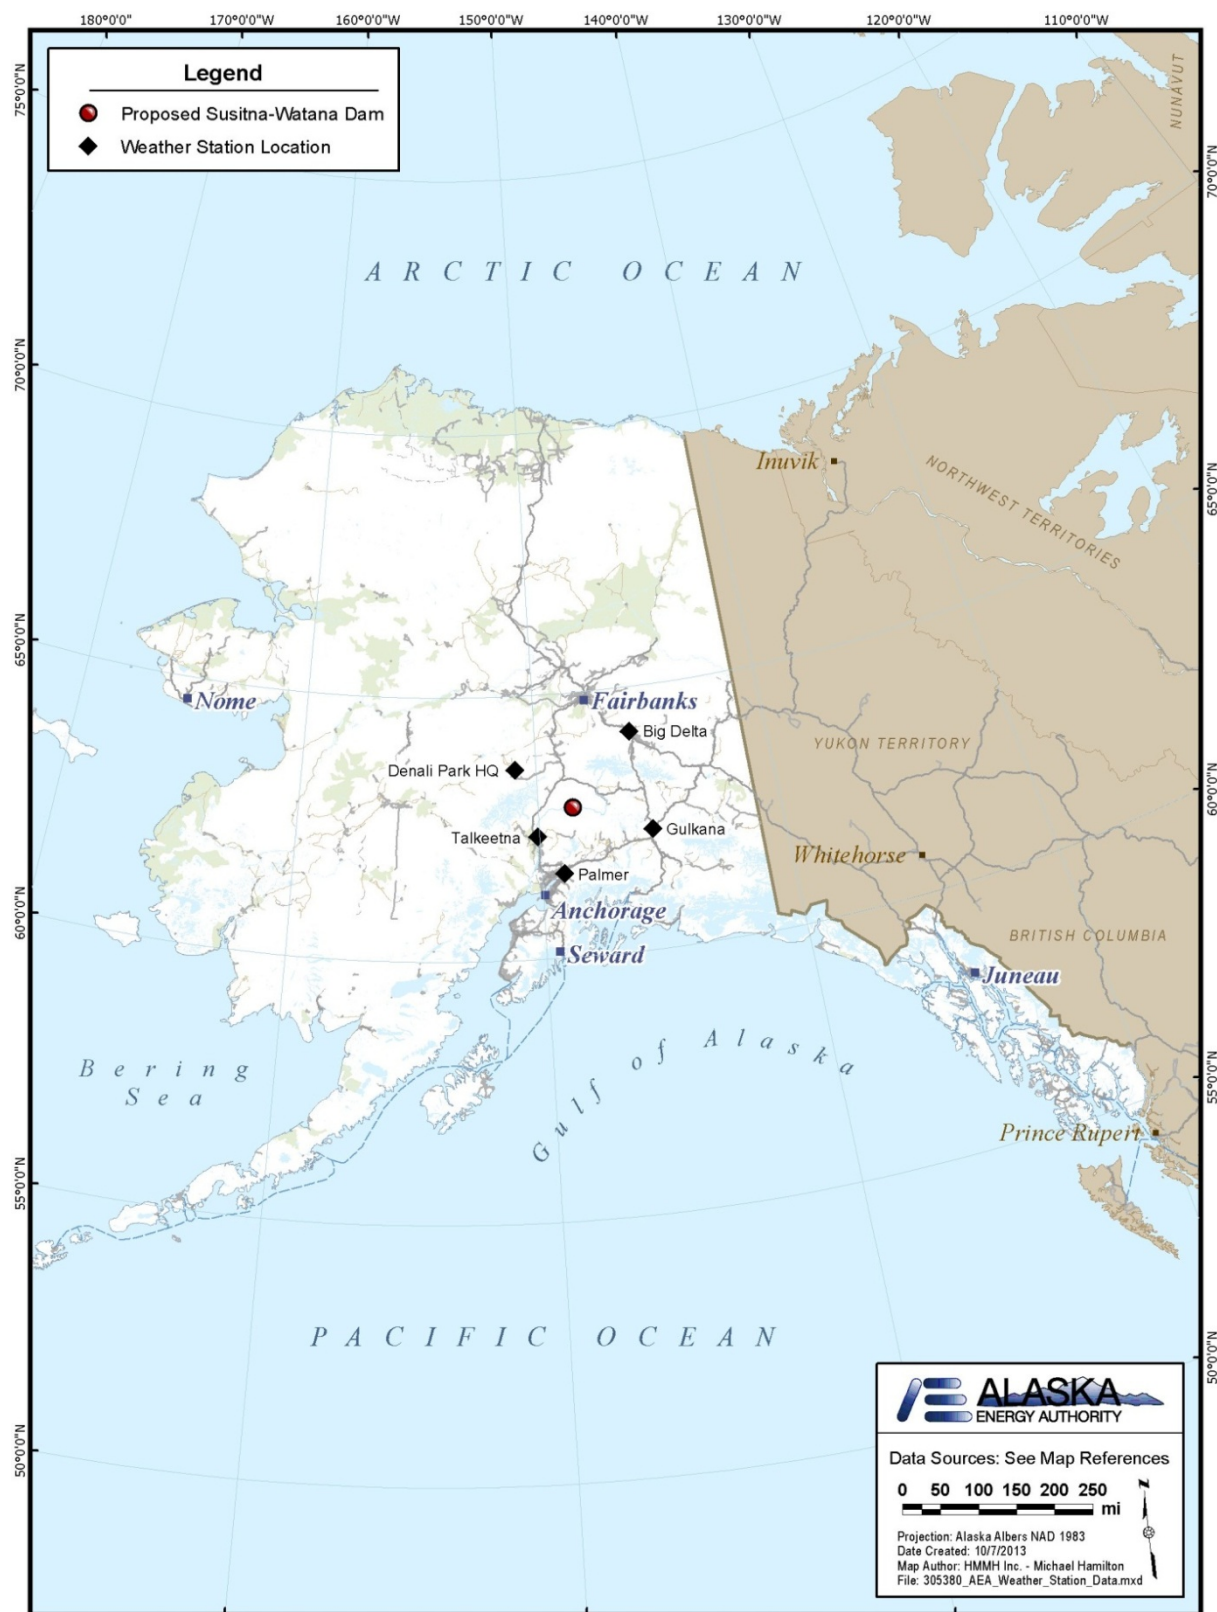 180°0'0"W
170°0'0"W
160°0'0"W
150°0'0"W
140°0'0"W
130°0'0"W
120°0'0"W
110°0'0"W
Legend
Proposed Susitna-Watana Dam
Weather Station Location
75°0'0"N
70°0'0"N
65°0'0"N
60°0'0"N
55°0'0"N
50°0'0"N
NUNAVUT
70°0'0"N
65°0'0"N
60°0'0"N
55°0'0"N
50°0'0"N
ARCTIC OCEAN
Inuvik
NORTHWEST TERRITORIES
Nome
Fairbanks
Big Delta
YUKON TERRITORY
Denali Park HQ
Talkeetna
Gulkana
Whitehorse
Palmer
Anchorage
BRITISH COLUMBIA
Seward
Juneau
Bering
Sea
Gulf of Alaska
Prince Rupert
PACIFIC OCEAN
ALASKA
ENERGY AUTHORITY
Data Sources: See Map References
0 50 100 150 200 250
mi
N
Projection: Alaska Albers NAD 1983
Date Created: 10/7/2013
Map Author: HMMH Inc. - Michael Hamilton
File: 305380_AEA_Weather_Station_Data.mxd